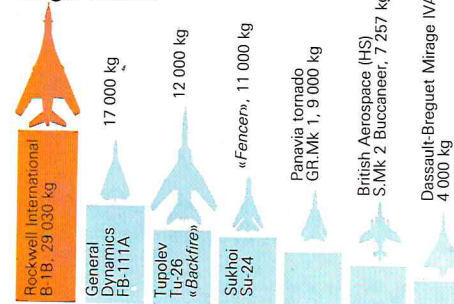 Rockwell International
B-1B, 29 030 kg
17 000 kg
General
Dynamics
FB-111A
12 000 kg
Tupolev
Tu-26
«Backfire»
«Fencer», 11 000 kg
Sukhoi
Su-24
Panavia tornado
GR.Mk 1, 9 000 kg
British Aerospace (HS)
S.Mk 2 Buccaneer, 7 257 kg
Dassault-Breguet Mirage IVA
4 000 kg